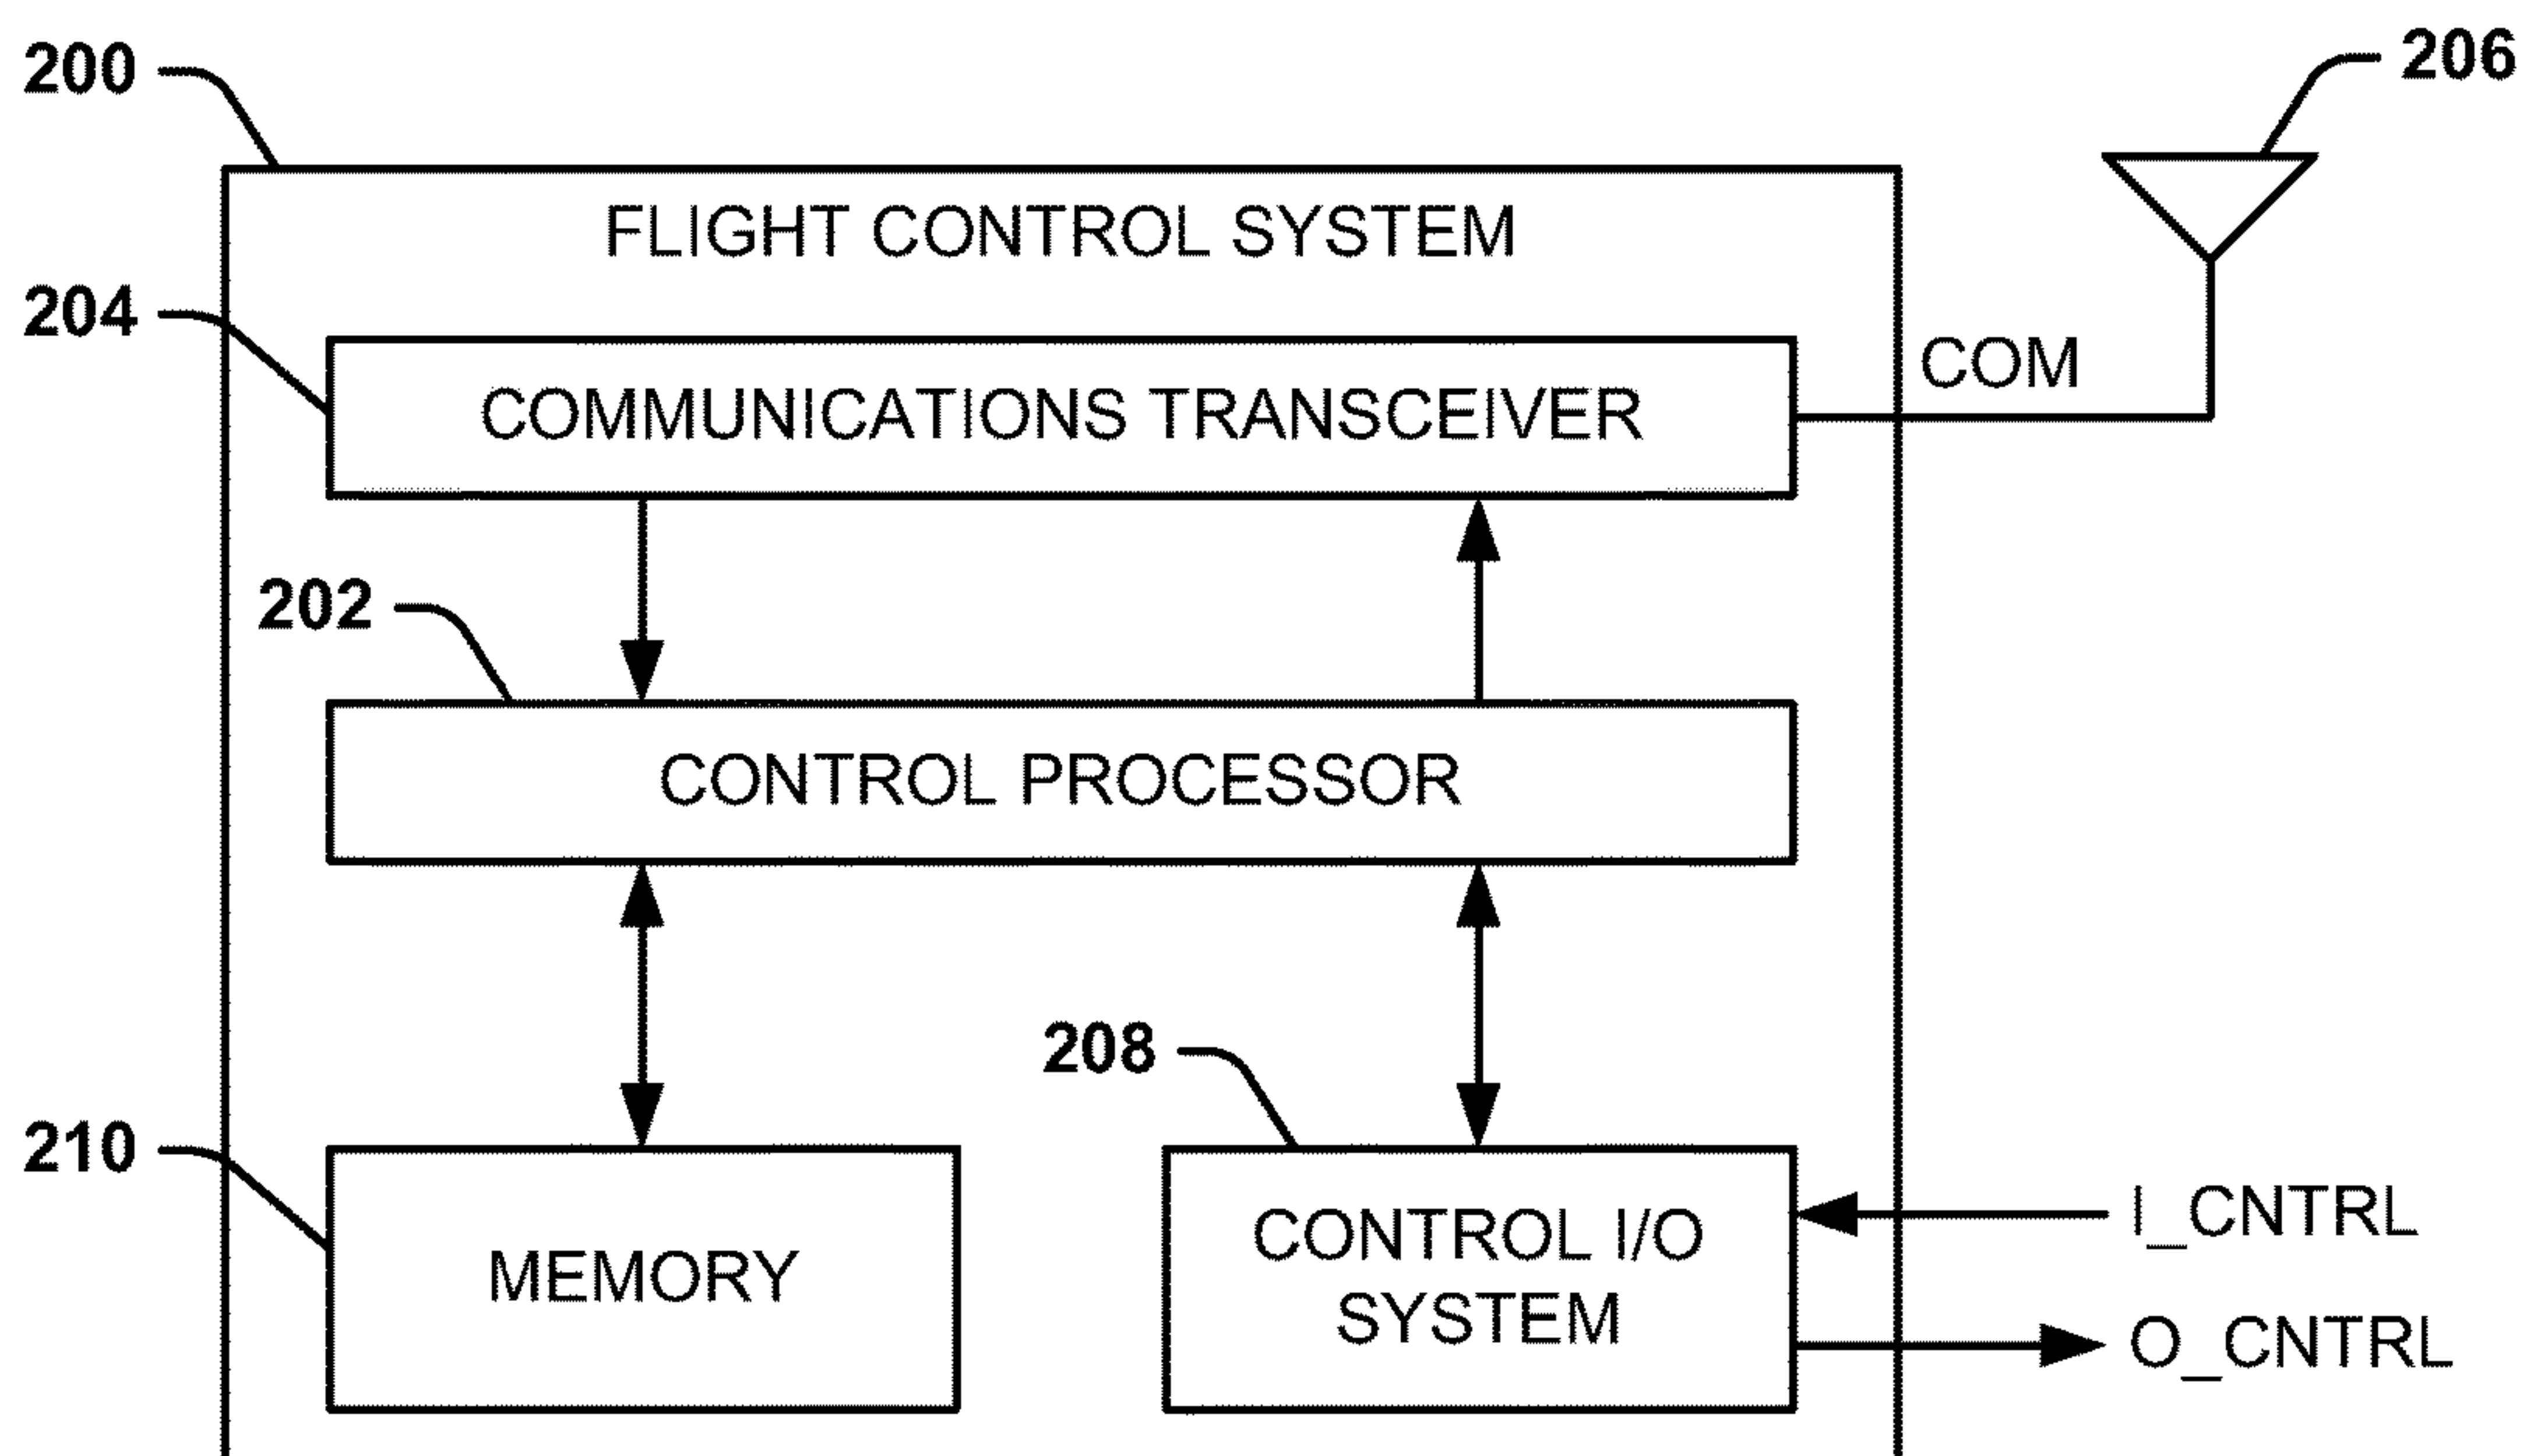 200
206
FLIGHT CONTROL SYSTEM
204
COM
COMMUNICATIONS TRANSCEIVER
202
CONTROL PROCESSOR
208
210
MEMORY
CONTROL I/O
SYSTEM
I_CNTRL
O_CNTRL